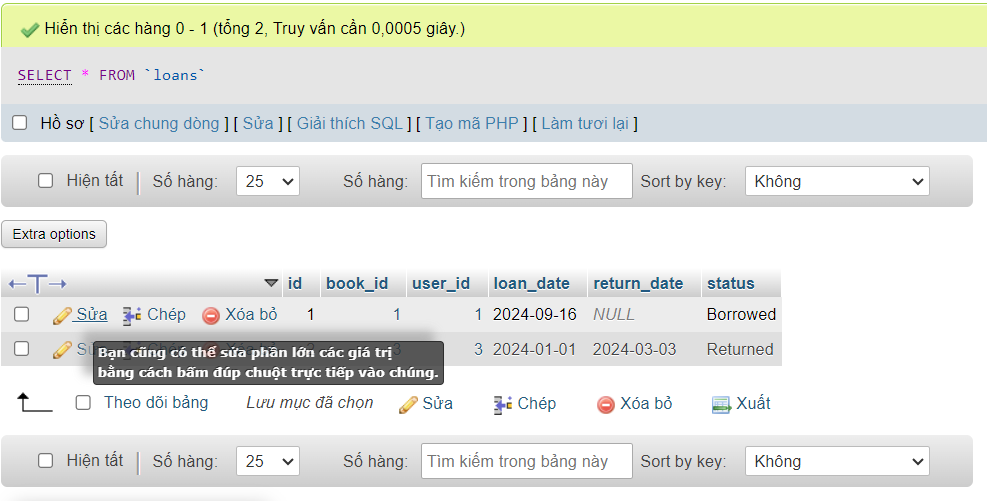 Hiển thị các hàng 0 - 1 (tổng 2, Truy vấn cần 0,0005 giây.)
SELECT * FROM `loans`
Hồ sơ [ Sửa chung dòng ] [ Sửa ] [ Giải thích SQL ] [ Tạo mã PHP ] [ Làm tươi lại ]
Hiện tất Số hàng: 25 Số hàng: Tìm kiếm trong bảng này Sort by key: Không
Extra options
id book_id user_id loan_date return_date status
Sửa Chép Xóa bỏ 1 1 1 2024-09-16 NULL Borrowed
3 2024-01-01 2024-03-03 Returned
Bạn cũng có thể sửa phần lớn các giá trị
bằng cách bấm đúp chuột trực tiếp vào chúng.
Theo dõi bảng Lưu mục đã chọn Sửa Chép Xóa bỏ Xuất
Hiện tất Số hàng: 25 Số hàng: Tìm kiếm trong bảng này Sort by key: Không